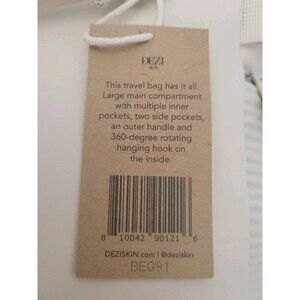 DEZI
SKIN
This travel bag has it all.
Large main compartment
with multiple inner
pockets, two side pockets,
an outer handle and
360-degree rotating
hanging hook on
the inside.
8 10042 90121 6
DEZISKIN.com | @deziskin
BE091